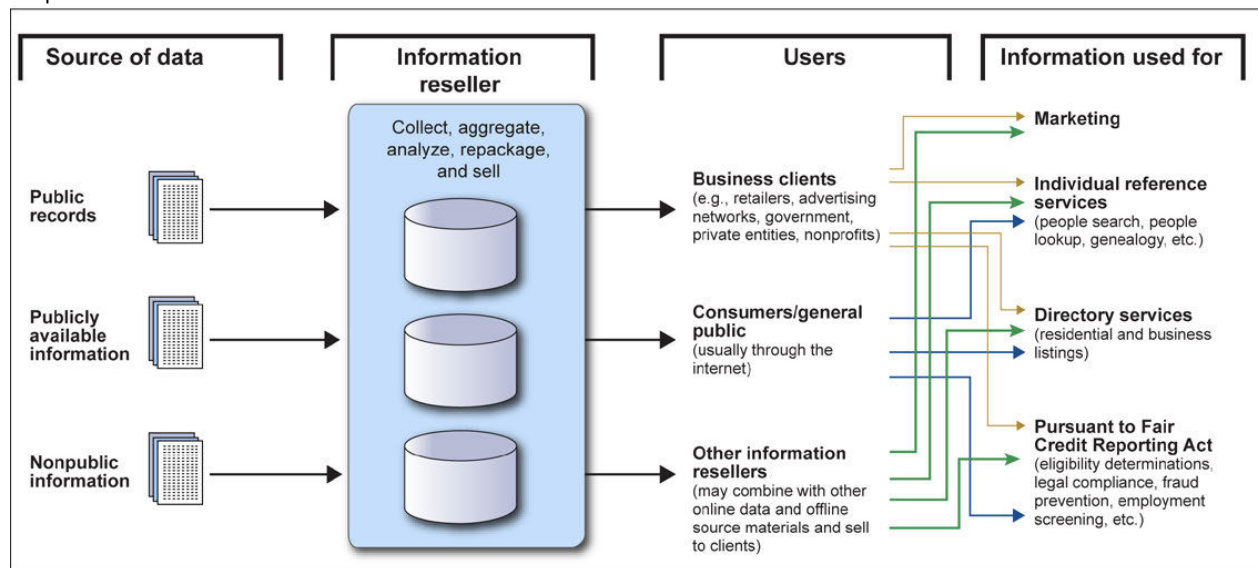 Source of data
Information
reseller
Users
Information used for
Collect, aggregate,
analyze, repackage,
and sell
Public
records
Publicly
available
information
Nonpublic
information
Business clients
(e.g., retailers, advertising
networks, government,
private entities, nonprofits)
Consumers/general
public
(usually through the
internet)
Other information
resellers
(may combine with other
online data and offline
source materials and sell
to clients)
Marketing
Individual reference
services
(people search, people
lookup, genealogy, etc.)
Directory services
(residential and business
listings)
Pursuant to Fair
Credit Reporting Act
(eligibility determinations,
legal compliance, fraud
prevention, employment
screening, etc.)